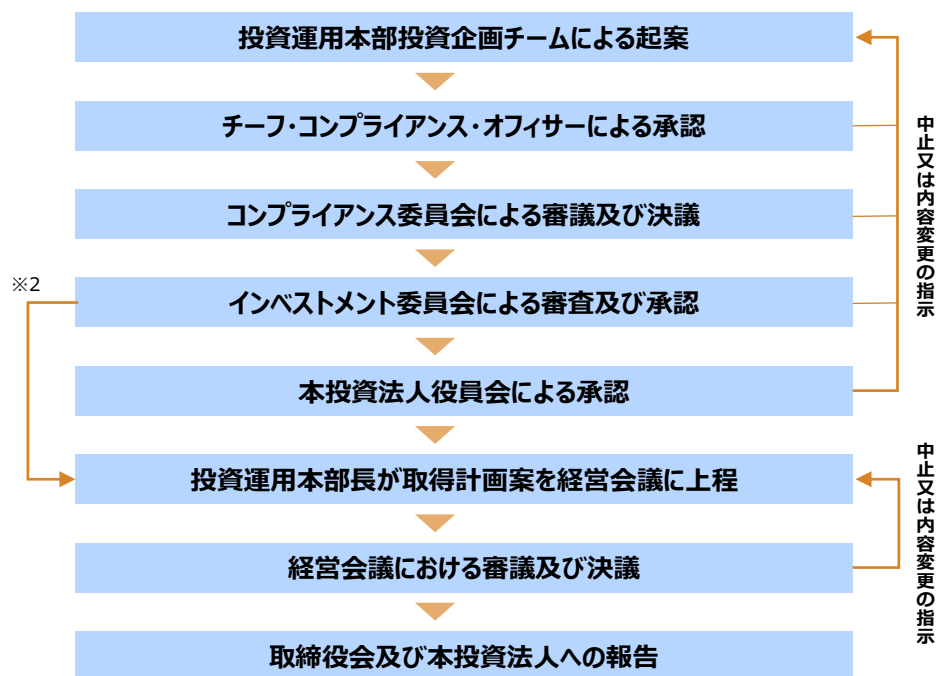 投資運用本部投資企画チームによる起案
チーフ・コンプライアンス・オフィサーによる承認
コンプライアンス委員会による審議及び決議
※2
インベストメント委員会による審査及び承認
本投資法人役員会による承認
中止又は内容変更の指示
投資運用本部長が取得計画案を経営会議に上程
経営会議における審議及び決議
取締役会及び本投資法人への報告
中止又は内容変更の指示